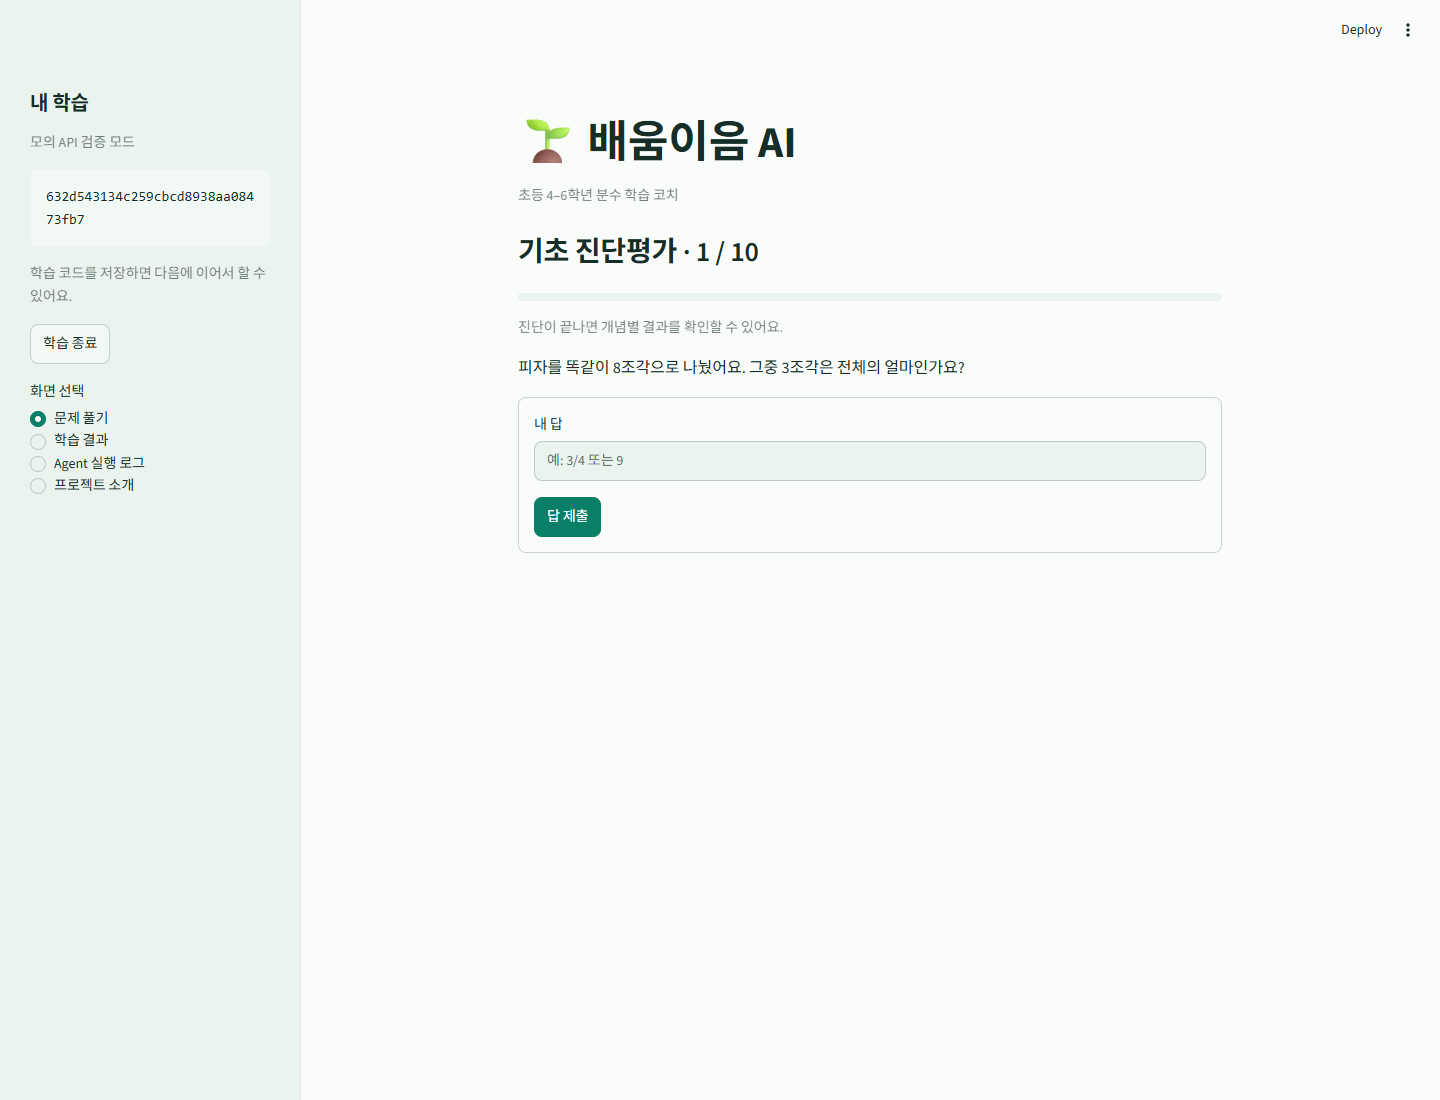 Deploy
내 학습
모의 API 검증 모드
632d543134c259cbcd8938aa084
73fb7
학습 코드를 저장하면 다음에 이어서 할 수
있어요.
학습 종료
화면 선택
문제 풀기
학습 결과
Agent 실행 로그
프로젝트 소개
배움이음 AI
초등 4–6학년 분수 학습 코치
기초 진단평가 · 1 / 10
진단이 끝나면 개념별 결과를 확인할 수 있어요.
피자를 똑같이 8조각으로 나눴어요. 그중 3조각은 전체의 얼마인가요?
내 답
예: 3/4 또는 9
답 제출